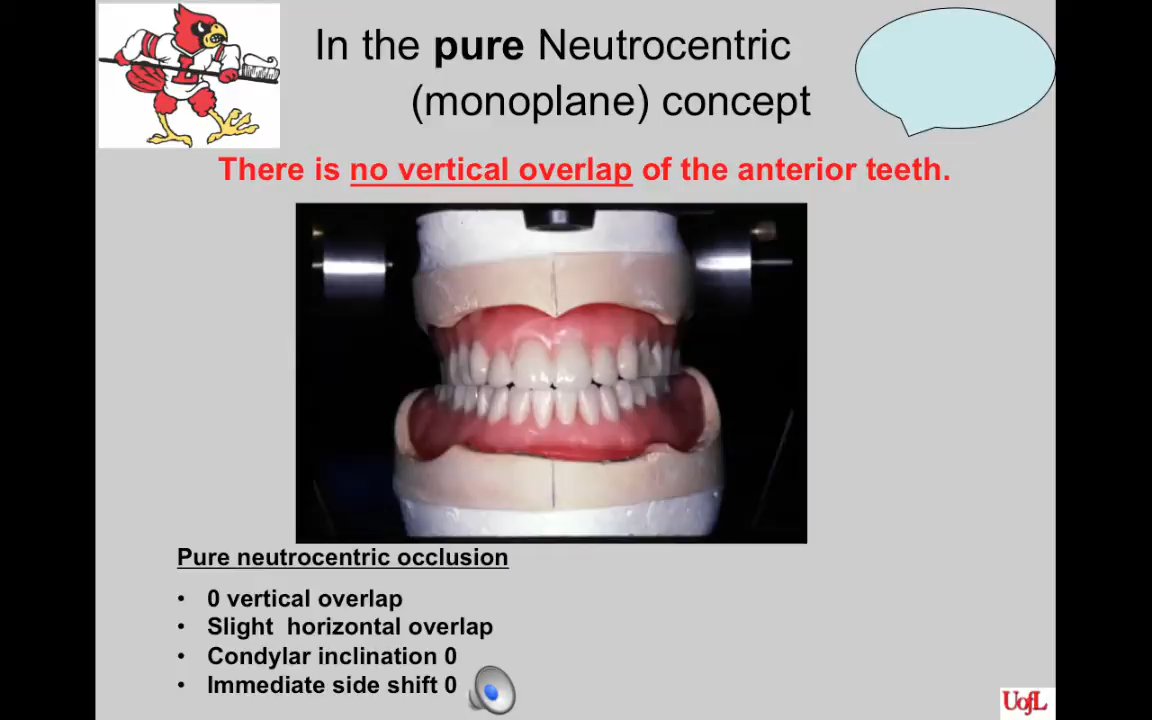 In the pure Neutrocentric
(monoplane) concept
There is no vertical overlap of the anterior teeth.
Pure neutrocentric occlusion
• 0 vertical overlap
• Slight horizontal overlap
• Condylar inclination 0
• Immediate side shift 0
UofL